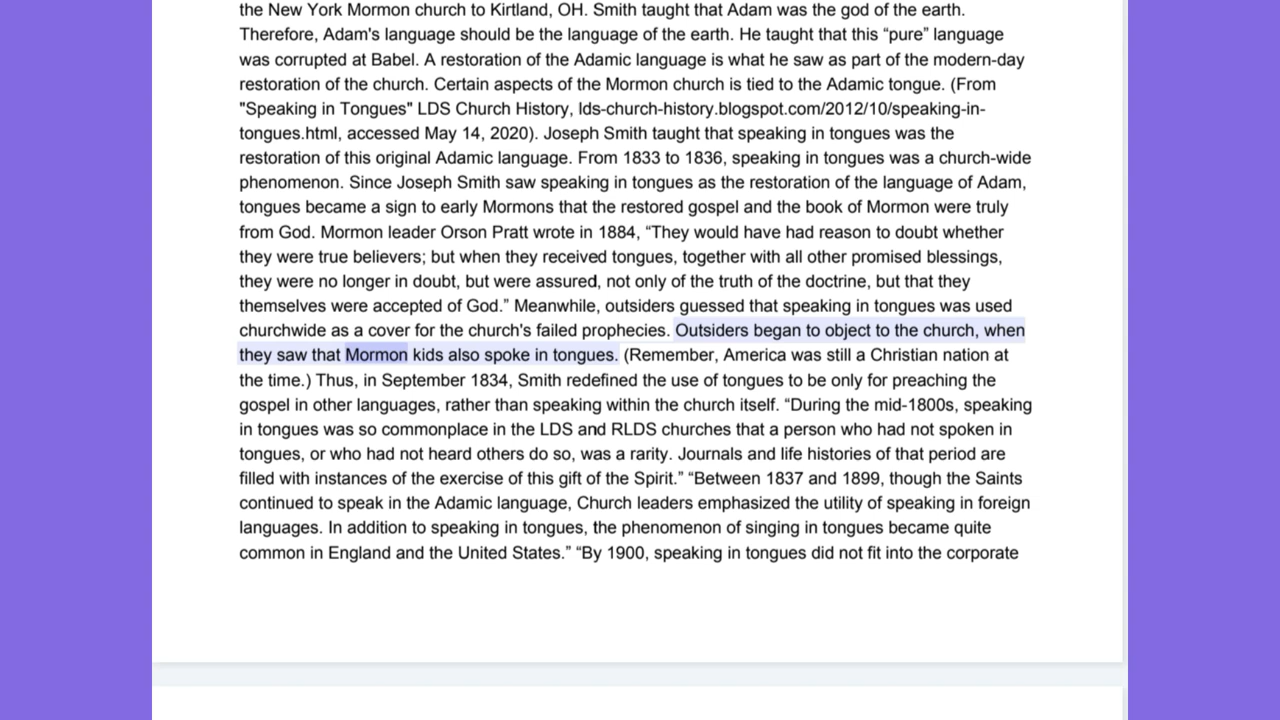 the New York Mormon church to Kirtland, OH. Smith taught that Adam was the god of the earth.
Therefore, Adam's language should be the language of the earth. He taught that this “pure” language
was corrupted at Babel. A restoration of the Adamic language is what he saw as part of the modern-day
restoration of the church. Certain aspects of the Mormon church is tied to the Adamic tongue. (From
"Speaking in Tongues" LDS Church History, lds-church-history.blogspot.com/2012/10/speaking-in-
tongues.html, accessed May 14, 2020). Joseph Smith taught that speaking in tongues was the
restoration of this original Adamic language. From 1833 to 1836, speaking in tongues was a church-wide
phenomenon. Since Joseph Smith saw speaking in tongues as the restoration of the language of Adam,
tongues became a sign to early Mormons that the restored gospel and the book of Mormon were truly
from God. Mormon leader Orson Pratt wrote in 1884, “They would have had reason to doubt whether
they were true believers; but when they received tongues, together with all other promised blessings,
they were no longer in doubt, but were assured, not only of the truth of the doctrine, but that they
themselves were accepted of God.” Meanwhile, outsiders guessed that speaking in tongues was used
churchwide as a cover for the church's failed prophecies. Outsiders began to object to the church, when
they saw that Mormon kids also spoke in tongues. (Remember, America was still a Christian nation at
the time.) Thus, in September 1834, Smith redefined the use of tongues to be only for preaching the
gospel in other languages, rather than speaking within the church itself. “During the mid-1800s, speaking
in tongues was so commonplace in the LDS and RLDS churches that a person who had not spoken in
tongues, or who had not heard others do so, was a rarity. Journals and life histories of that period are
filled with instances of the exercise of this gift of the Spirit.” “Between 1837 and 1899, though the Saints
continued to speak in the Adamic language, Church leaders emphasized the utility of speaking in foreign
languages. In addition to speaking in tongues, the phenomenon of singing in tongues became quite
common in England and the United States.” “By 1900, speaking in tongues did not fit into the corporate